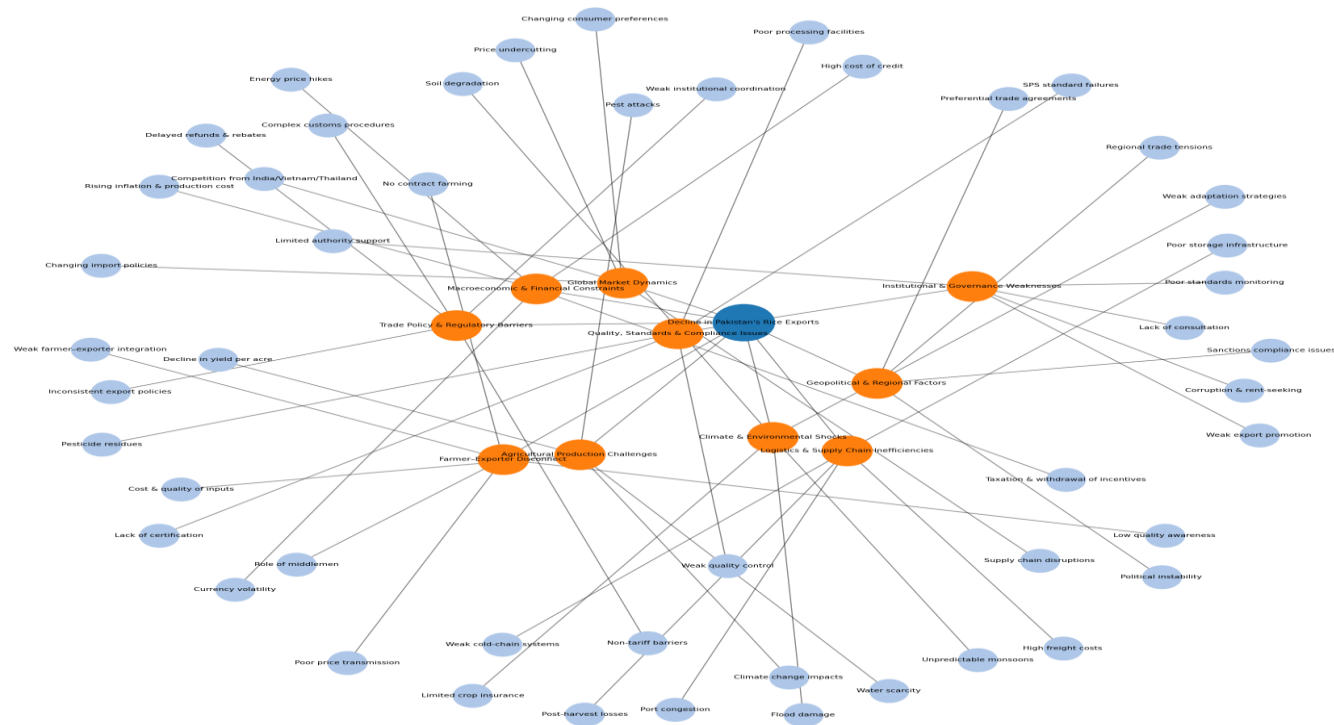 Changing consumer preferences
Poor processing facilities
Price undercutting
High cost of credit
Energy price hikes
Soil degradation
Weak institutional coordination
SPS standard failures
Preferential trade agreements
Pest attacks
Complex customs procedures
Delayed refunds & rebates
Regional trade tensions
Competition from India/Vietnam/Thailand
Rising inflation & production cost
No contract farming
Weak adaptation strategies
Limited authority support
Poor storage infrastructure
Changing import policies
Global Market Dynamics
Macroeconomic & Financial Constraints
Institutional & Governance Weaknesses
Poor standards monitoring
Trade Policy & Regulatory Barriers
Decline in Pakistan's Rice Exports
Quality, Standards & Compliance Issues
Lack of consultation
Weak farmer–exporter integration
Decline in yield per acre
Sanctions compliance issues
Inconsistent export policies
Geopolitical & Regional Factors
Corruption & rent-seeking
Pesticide residues
Climate & Environmental Shocks
Weak export promotion
Logistics & Supply Chain Inefficiencies
Agricultural Production Challenges
Farmer–Exporter Disconnect
Cost & quality of inputs
Taxation & withdrawal of incentives
Lack of certification
Low quality awareness
Role of middlemen
Weak quality control
Supply chain disruptions
Political instability
Currency volatility
Weak cold-chain systems
Non-tariff barriers
High freight costs
Poor price transmission
Unpredictable monsoons
Climate change impacts
Limited crop insurance
Water scarcity
Post-harvest losses
Port congestion
Flood damage